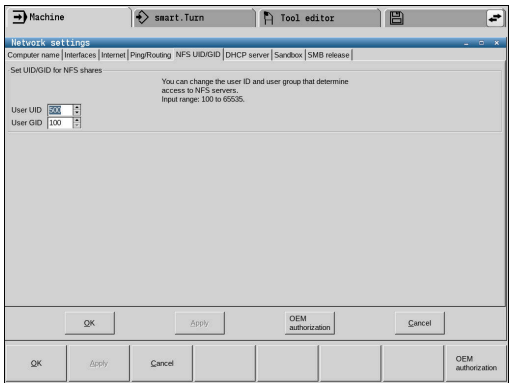 Machine
smart.Turn
Tool editor
Network settings
Computer name Interfaces Internet Ping/Routing NFS UID/GID DHCP server Sandbox SMB release
Set UID/GID for NFS shares
You can change the user ID and user group that determine
access to NFS servers.
Input range: 100 to 65535.
User UID 500
User GID 100
OK Apply OEM authorization Cancel
OK Apply Cancel OEM authorization